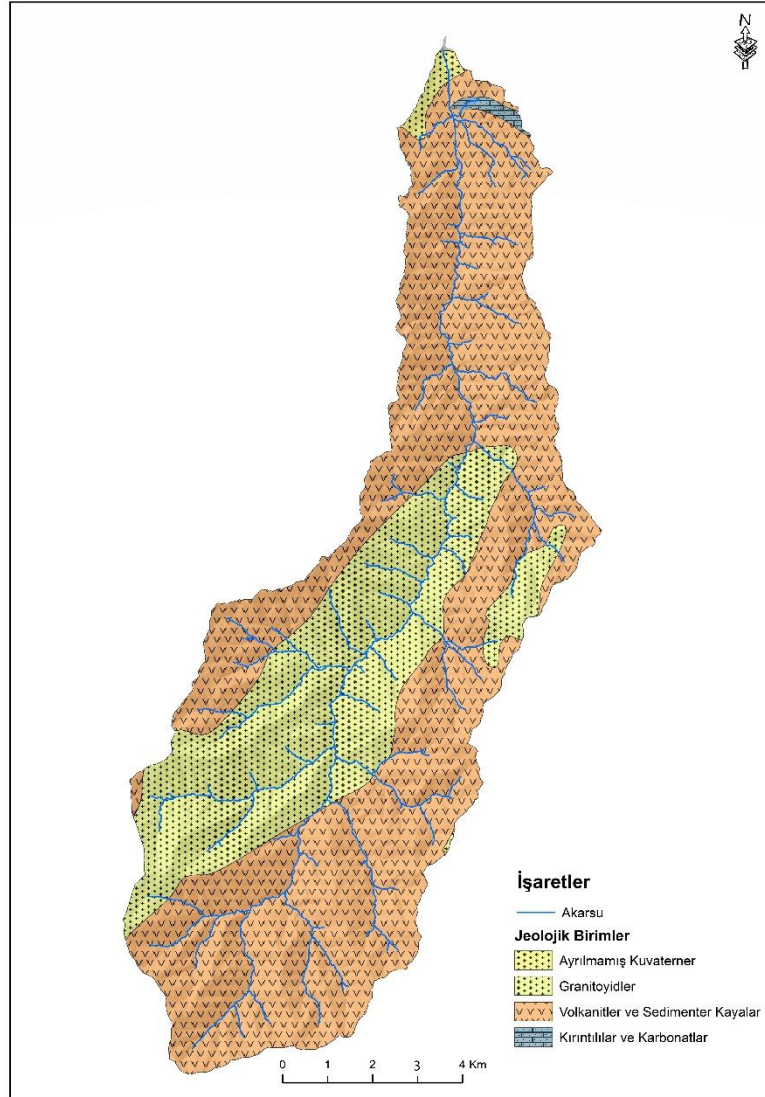 N
İşaretler
Akarsu
Jeolojik Birimler
Ayrılmamış Kuvaterner
Granitoyidler
Volkanitler ve Sedimenter Kayalar
Kırıntılılar ve Karbonatlar
0 1 2 3 4 Km